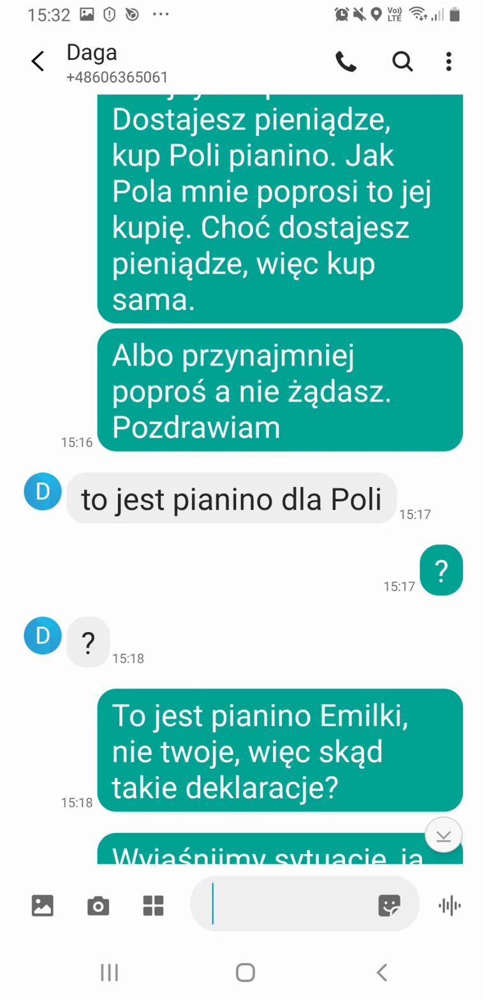 15:32
Vo))
LTE
Daga
+48606365061
Dostajesz pieniądze,
kup Poli pianino. Jak
Pola mnie poprosi to jej
kupię. Choć dostajesz
pieniądze, więc kup
sama.
Albo przynajmniej
poproś a nie żądasz.
Pozdrawiam
15:16
D
to jest pianino dla Poli
15:17
?
15:17
D
?
15:18
To jest pianino Emilki,
nie twoje, więc skąd
takie deklaracje?
15:18
Wyjaśnijmy sytuację, ja